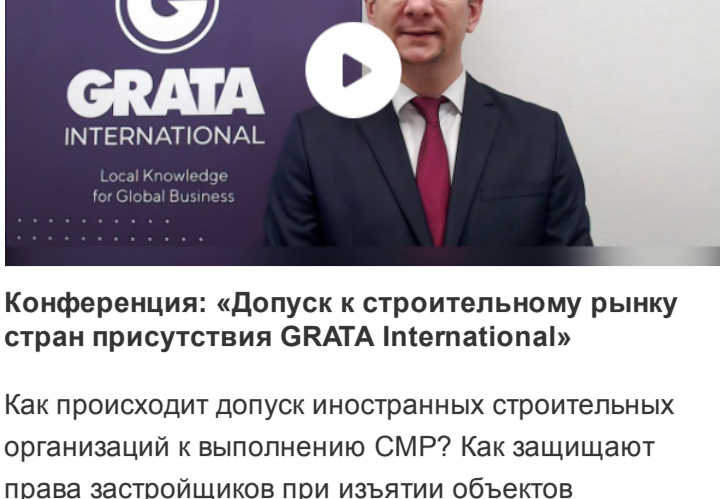 G
GRATA
INTERNATIONAL
Local Knowledge
for Global Business
Конференция: «Допуск к строительному рынку
стран присутствия GRATA International»
Как происходит допуск иностранных строительных
организаций к выполнению СМР? Как защищают
права застройщиков при изъятии объектов